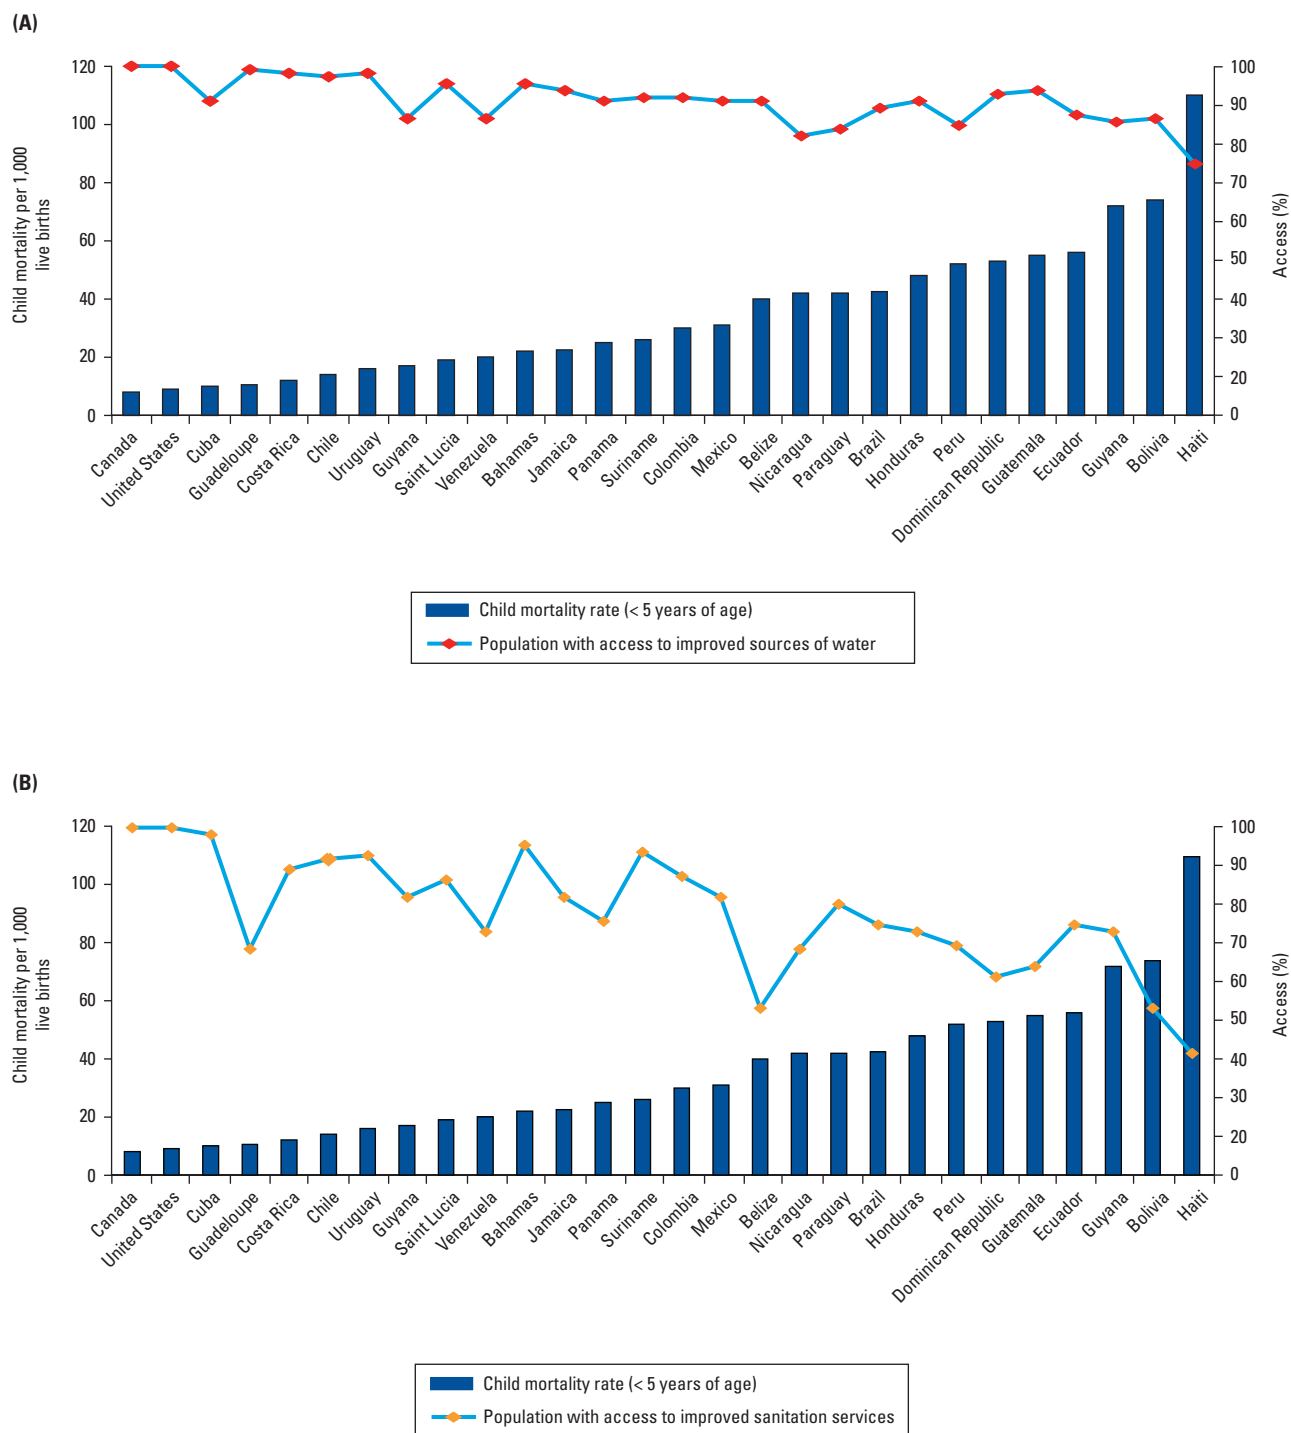 (A)
120
100
80
60
40
20
0
Child mortality per 1,000
live births
100
90
80
70
60
50
40
30
20
0
Access (%)
Canada
United States
Cuba
Guadeloupe
Costa Rica
Chile
Uruguay
Guyana
Saint Lucia
Venezuela
Bahamas
Jamaica
Panama
Suriname
Colombia
Mexico
Belize
Nicaragua
Paraguay
Brazil
Honduras
Peru
Dominican Republic
Guatemala
Ecuador
Guyana
Bolivia
Haiti
Child mortality rate (< 5 years of age)
Population with access to improved sources of water
(B)
120
100
80
60
40
20
0
Child mortality per 1,000
live births
100
90
80
70
60
50
40
30
20
0
Access (%)
Canada
United States
Cuba
Guadeloupe
Costa Rica
Chile
Uruguay
Guyana
Saint Lucia
Venezuela
Bahamas
Jamaica
Panama
Suriname
Colombia
Mexico
Belize
Nicaragua
Paraguay
Brazil
Honduras
Peru
Dominican Republic
Guatemala
Ecuador
Guyana
Bolivia
Haiti
Child mortality rate (< 5 years of age)
Population with access to improved sanitation services